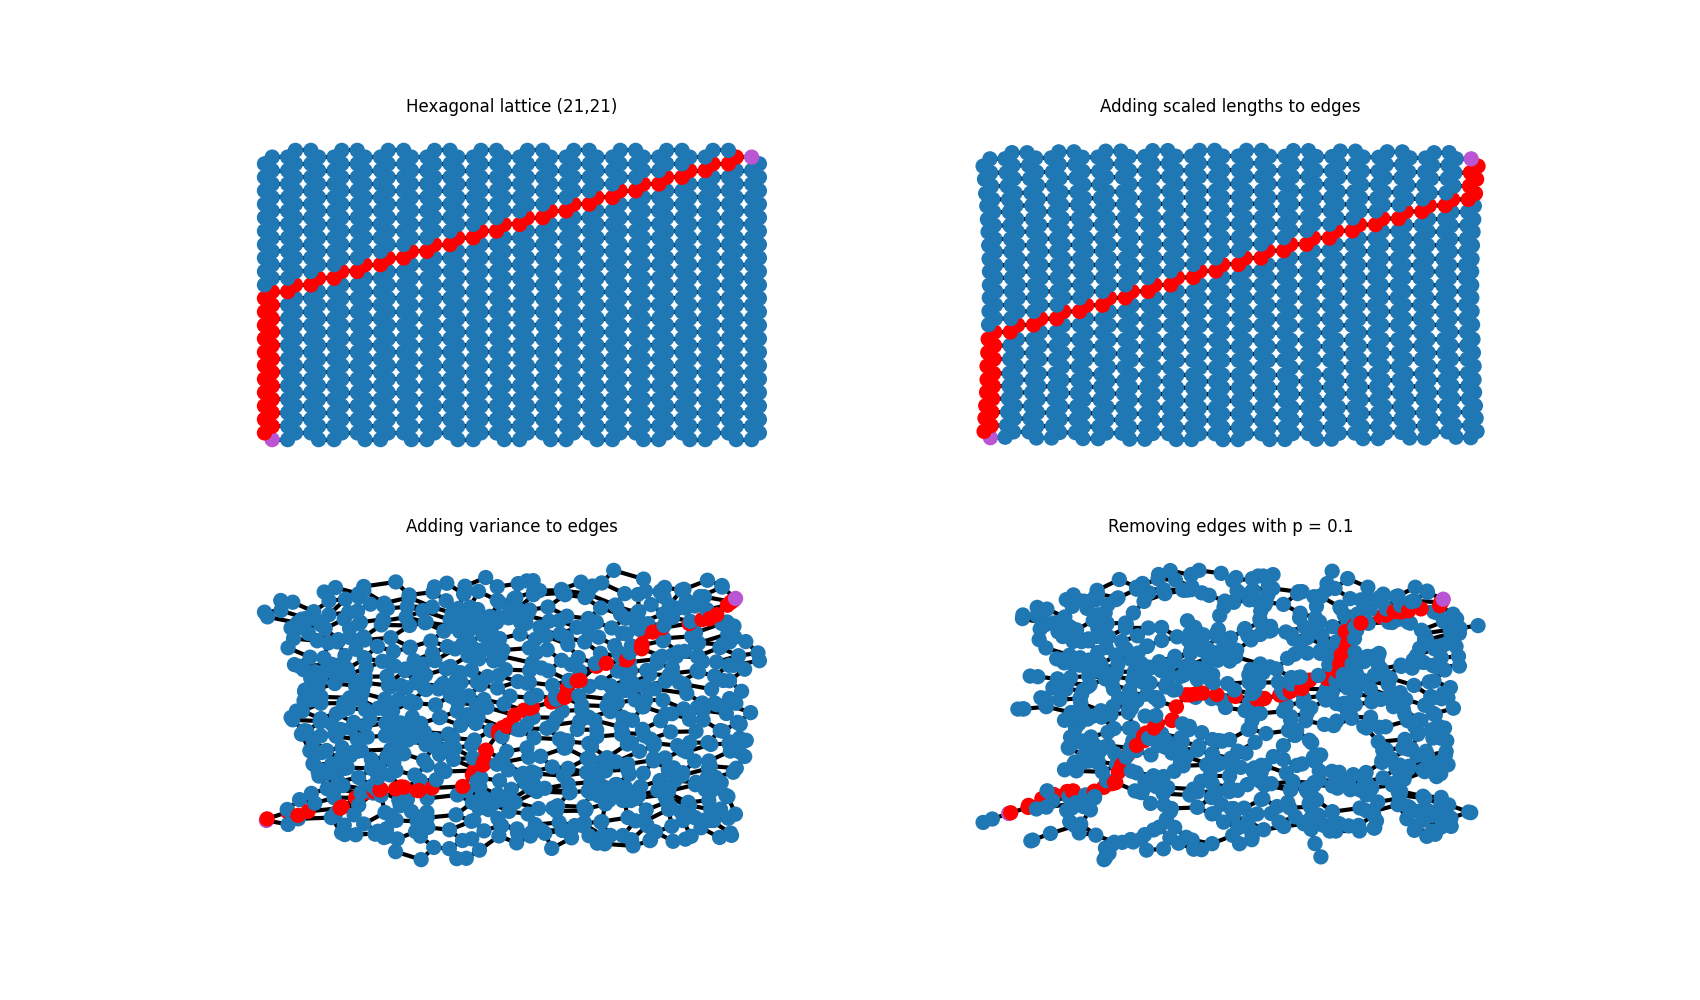 Hexagonal lattice (21,21)
Adding scaled lengths to edges
Adding variance to edges
Removing edges with p = 0.1